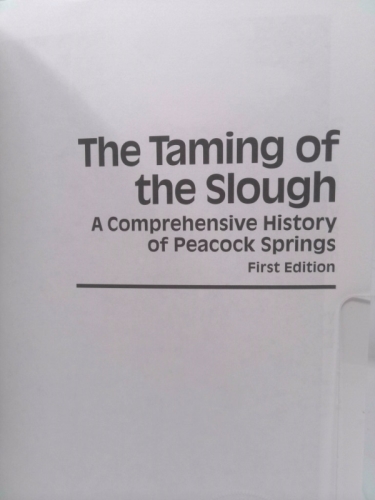 The Taming of
the Slough
A Comprehensive History
of Peacock Springs
First Edition